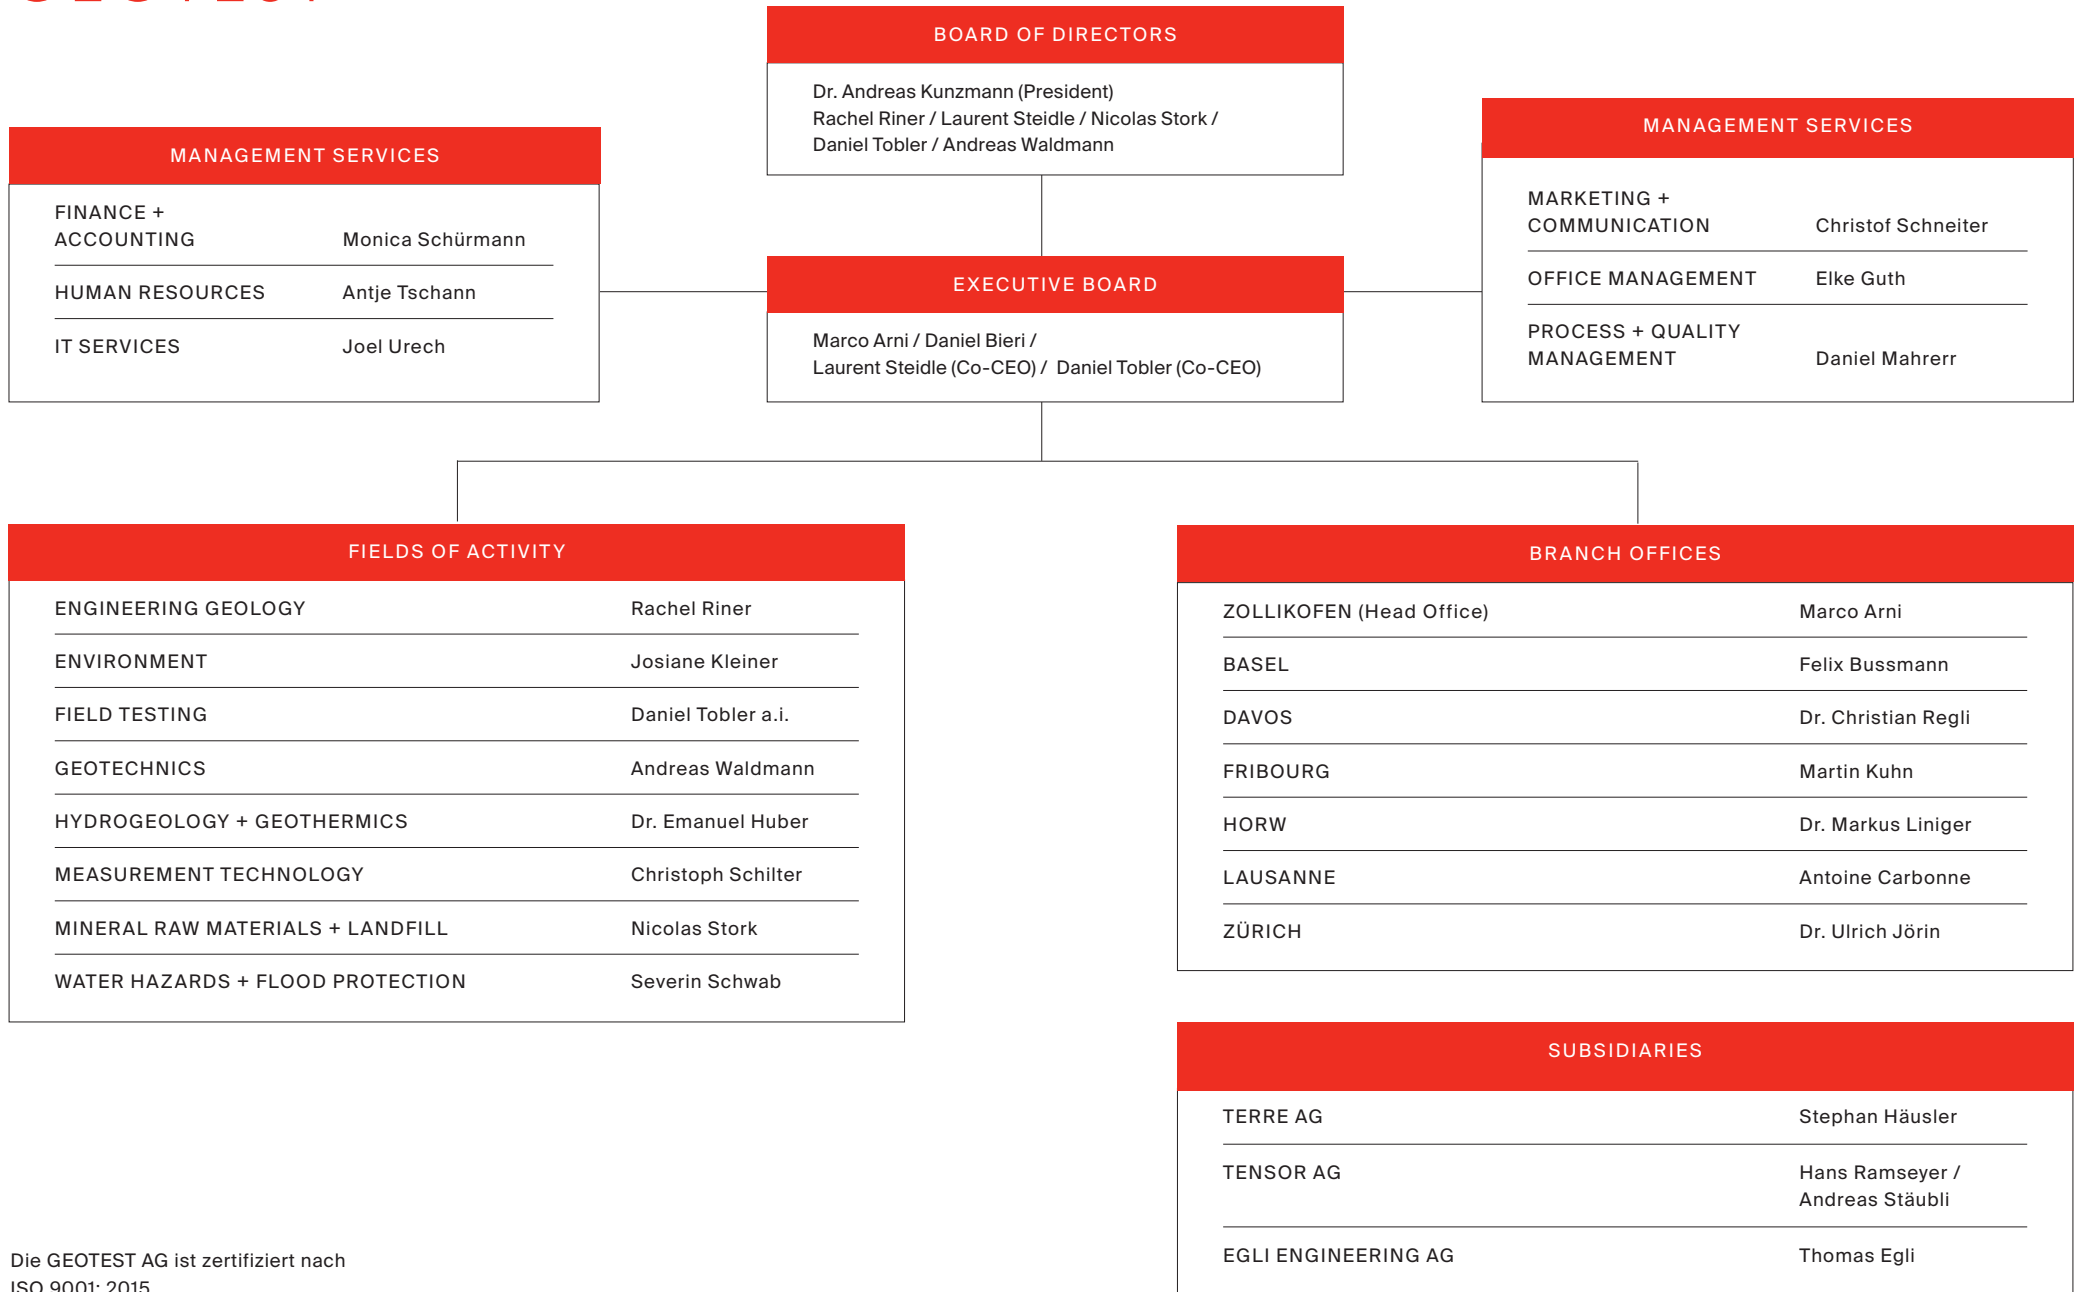 GEOTEST
BOARD OF DIRECTORS
Dr. Andreas Kunzmann (President)
Rachel Riner / Laurent Steidle / Nicolas Stork /
Daniel Tobler / Andreas Waldmann
MANAGEMENT SERVICES
FINANCE +
ACCOUNTING Monica Schürmann
HUMAN RESOURCES Antje Tschann
IT SERVICES Joel Urech
EXECUTIVE BOARD
Marco Arni / Daniel Bieri /
Laurent Steidle (Co-CEO) / Daniel Tobler (Co-CEO)
MANAGEMENT SERVICES
MARKETING +
COMMUNICATION Christof Schneiter
OFFICE MANAGEMENT Elke Guth
PROCESS + QUALITY
MANAGEMENT Daniel Mahrerr
FIELDS OF ACTIVITY
ENGINEERING GEOLOGY Rachel Riner
ENVIRONMENT Josiane Kleiner
FIELD TESTING Daniel Tobler a.i.
GEOTECHNICS Andreas Waldmann
HYDROGEOLOGY + GEOTHERMICS Dr. Emanuel Huber
MEASUREMENT TECHNOLOGY Christoph Schilter
MINERAL RAW MATERIALS + LANDFILL Nicolas Stork
WATER HAZARDS + FLOOD PROTECTION Severin Schwab
BRANCH OFFICES
ZOLLIKOFEN (Head Office) Marco Arni
BASEL Felix Bussmann
DAVOS Dr. Christian Regli
FRIBOURG Martin Kuhn
HORW Dr. Markus Liniger
LAUSANNE Antoine Carbonne
ZÜRICH Dr. Ulrich Jörin
SUBSIDIARIES
TERRE AG Stephan Häusler
TENSOR AG Hans Ramseyer /
Andreas Stäubli
EGLI ENGINEERING AG Thomas Egli
Die GEOTEST AG ist zertifiziert nach
ISO 9001: 2015